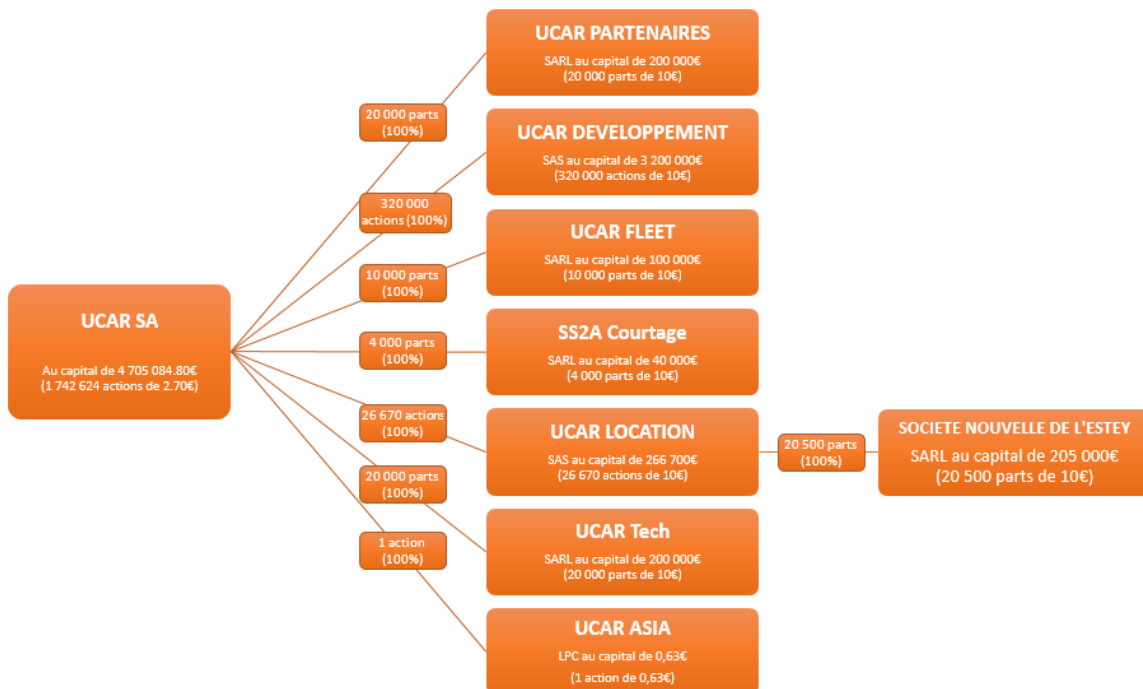 UCAR SA
Au capital de 4 705 084.80€
(1 742 624 actions de 2.70€)
20 000 parts
(100%)
UCAR PARTENAIRES
SARL au capital de 200 000€
(20 000 parts de 10€)
320 000
actions (100%)
UCAR DEVELOPPEMENT
SAS au capital de 3 200 000€
(320 000 actions de 10€)
10 000 parts
(100%)
UCAR FLEET
SARL au capital de 100 000€
(10 000 parts de 10€)
4 000 parts
(100%)
SS2A Courtage
SARL au capital de 40 000€
(4 000 parts de 10€)
26 670 actions
(100%)
UCAR LOCATION
SAS au capital de 266 700€
(26 670 actions de 10€)
20 500 parts
(100%)
SOCIETE NOUVELLE DE L'ESTEY
SARL au capital de 205 000€
(20 500 parts de 10€)
20 000 parts
(100%)
UCAR Tech
SARL au capital de 200 000€
(20 000 parts de 10€)
1 action
(100%)
UCAR ASIA
LPC au capital de 0,63€
(1 action de 0,63€)